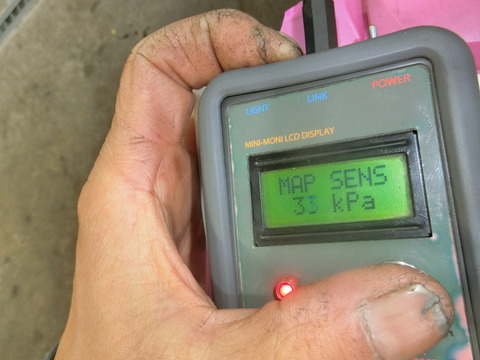 LIGHT LINK POWER
MINI-MONI LCD DISPLAY
MAP SENS
33 kPa